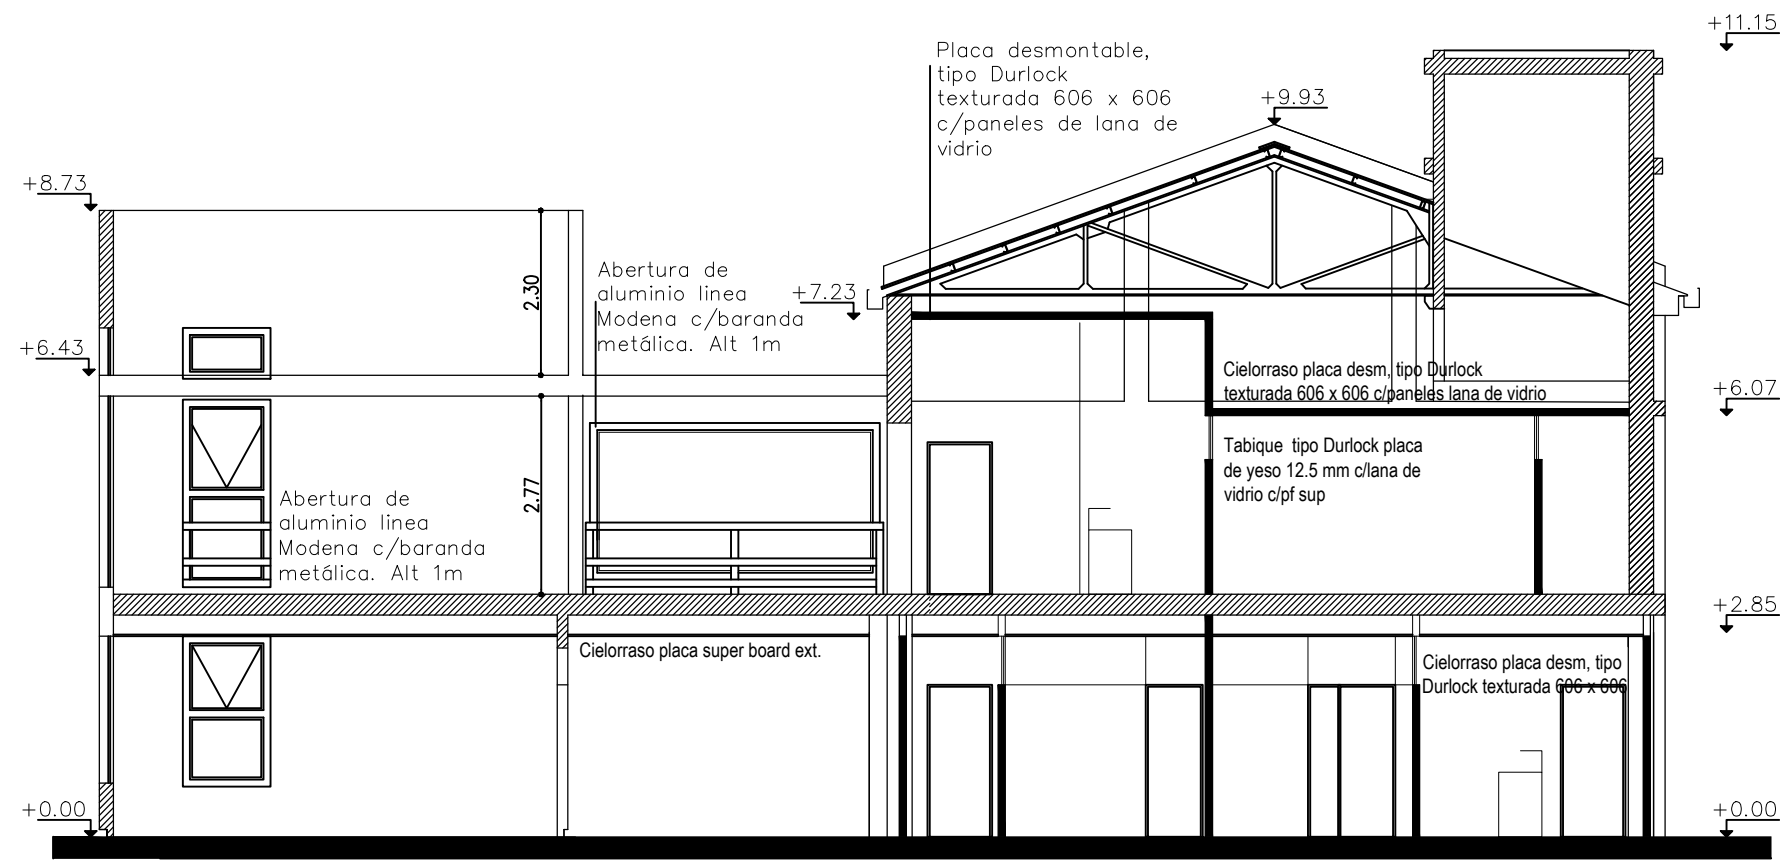 +11.15
Placa desmontable,
tipo Durlock
texturada 606 x 606
c/paneles de lana de
vidrio
+9.93
+8.73
Abertura de
aluminio linea
Modena c/baranda
metálica. Alt 1m
2.30
+7.23
+6.43
Cielorraso placa desm, tipo Durlock
texturada 606 x 606 c/paneles lana de vidrio
+6.07
Tabique tipo Durlock placa
de yeso 12.5 mm c/lana de
vidrio c/pf sup
2.77
Abertura de
aluminio linea
Modena c/baranda
metálica. Alt 1m
+2.85
Cielorraso placa super board ext.
Cielorraso placa desm, tipo
Durlock texturada 606 x 606
+0.00
+0.00